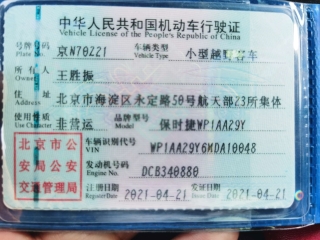 中华人民共和国机动车行驶证
Vehicle License of the People's Republic of China
号牌号码 Plate No. 京N70Z21 车辆类型 Vehicle Type 小型越野客车
所有人 Owner 王胜振
住址 Address 北京市海淀区永定路50号航天部Z3所集体
使用性质 Use Character 非营运 品牌型号 Model 保时捷WP1AA29Y
北京市公安局公安交通管理局
车辆识别代号 VIN WP1AA29Y6MDA10048
发动机号码 Engine No. DCB340880
注册日期 Register Date 2021-04-21 发证日期 Issue Date 2021-04-21